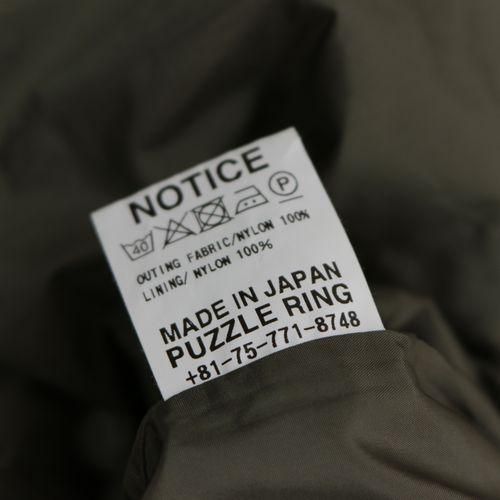 NOTICE
40 P
OUTING FABRIC/NYLON 100%
LINING/ NYLON 100%
MADE IN JAPAN
PUZZLE RING
+81-75-771-8748